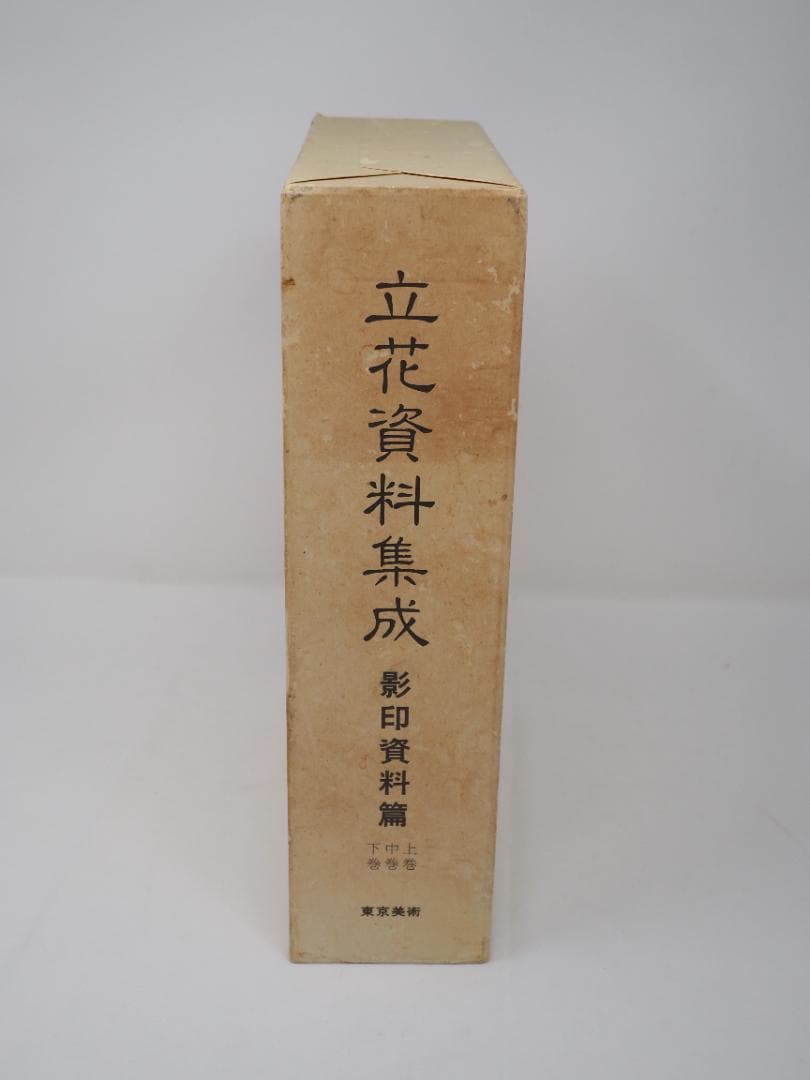 立花資料集成
影印資料篇
上巻
中巻
下巻
東京美術